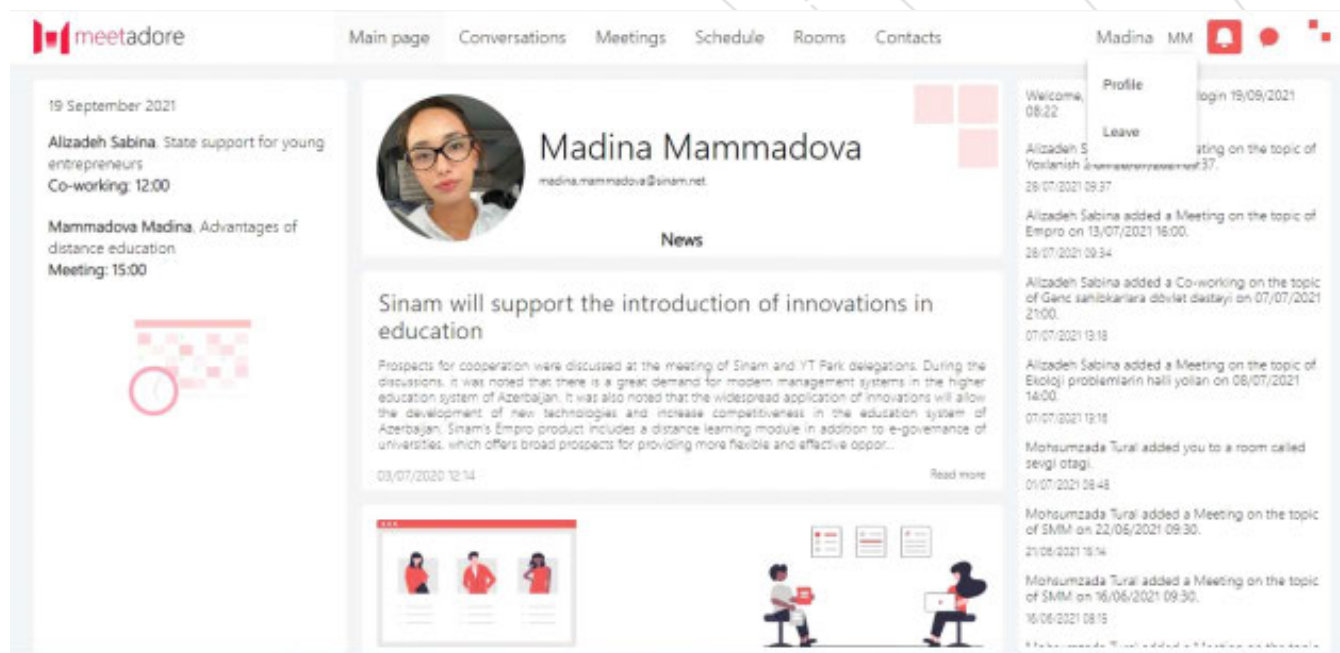 meetadore
Main page Conversations Meetings Schedule Rooms Contacts
Madina MM
Profile
Leave
19 September 2021
Alizadeh Sabina, State support for young
entrepreneurs
Co-working: 12:00
Mammadova Madina, Advantages of
distance education
Meeting: 15:00
Madina Mammadova
madina.mammadova@sinam.net
News
Sinam will support the introduction of innovations in
education
Prospects for cooperation were discussed at the meeting of Sinam and YT Park delegations. During the
discussions, it was noted that there is a great demand for modern management systems in the higher
education system of Azerbaijan. It was also noted that the widespread application of innovations will allow
the development of new technologies and increase competitiveness in the education system of
Azerbaijan. Sinam's Empro product includes a distance learning module in addition to e-governance of
universities, which offers broad prospects for providing more flexible and effective oppor...
03/07/2020 12:14 Read more
Welcome, login 19/09/2021
08:22
Alizadeh S ating on the topic of
Yoxlanish
28/07/2021 09:37
Alizadeh Sabina added a Meeting on the topic of
Empro on 13/07/2021 16:00.
28/07/2021 09:34
Alizadeh Sabina added a Co-working on the topic
of Genc sahibkarlara dövlet desteyi on 07/07/2021
21:00.
07/07/2021 13:18
Alizadeh Sabina added a Meeting on the topic of
Ekoloji problemlerin halli yollari on 08/07/2021
14:00.
07/07/2021 13:16
Mohsumzada Tural added you to a room called
sevgi otagi.
01/07/2021 08:48
Mohsumzada Tural added a Meeting on the topic
of SMM on 22/06/2021 09:30.
21/06/2021 15:14
Mohsumzada Tural added a Meeting on the topic
of SMM on 16/06/2021 09:30.
16/06/2021 08:15